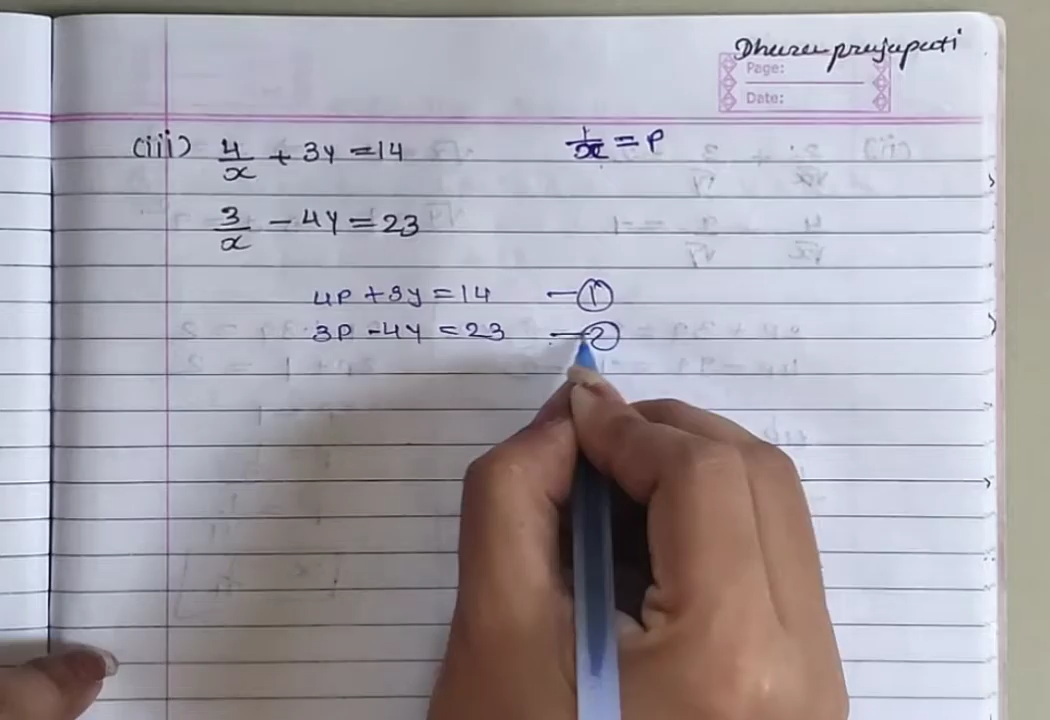 Dhruv prajapati
Page:
Date:
(iii) 4/x + 3y = 14 1/x = P
3/x - 4y = 23
4P + 3y = 14 —①
3P - 4y = 23 —②